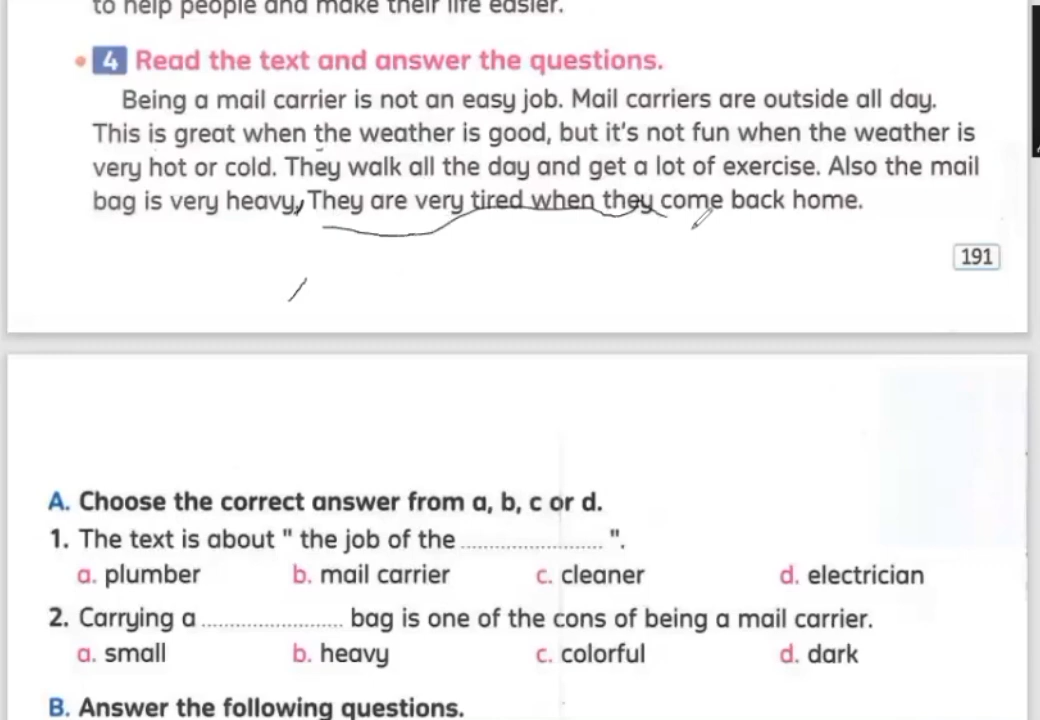 to help people and make their life easier.
4 Read the text and answer the questions.
Being a mail carrier is not an easy job. Mail carriers are outside all day.
This is great when the weather is good, but it's not fun when the weather is
very hot or cold. They walk all the day and get a lot of exercise. Also the mail
bag is very heavy, They are very tired when they come back home.
191
A. Choose the correct answer from a, b, c or d.
1. The text is about " the job of the ........................ ".
a. plumber b. mail carrier c. cleaner d. electrician
2. Carrying a ........................ bag is one of the cons of being a mail carrier.
a. small b. heavy c. colorful d. dark
B. Answer the following questions.